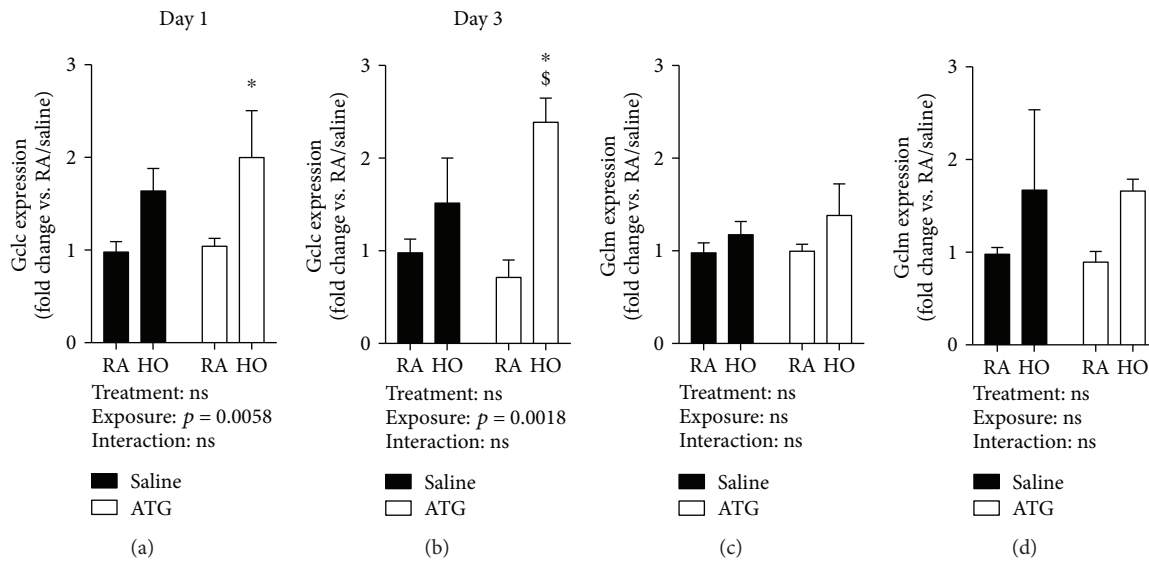 Day 1
Gclc expression
(fold change vs. RA/saline)
3
2
1
0
*
RA HO RA HO
Treatment: ns
Exposure: p = 0.0058
Interaction: ns
Saline
ATG
(a)
Day 3
Gclc expression
(fold change vs. RA/saline)
3
2
1
0
*
$
RA HO RA HO
Treatment: ns
Exposure: p = 0.0018
Interaction: ns
Saline
ATG
(b)
Gclm expression
(fold change vs. RA/saline)
3
2
1
0
RA HO RA HO
Treatment: ns
Exposure: ns
Interaction: ns
Saline
ATG
(c)
Gclm expression
(fold change vs. RA/saline)
3
2
1
0
RA HO RA HO
Treatment: ns
Exposure: ns
Interaction: ns
Saline
ATG
(d)